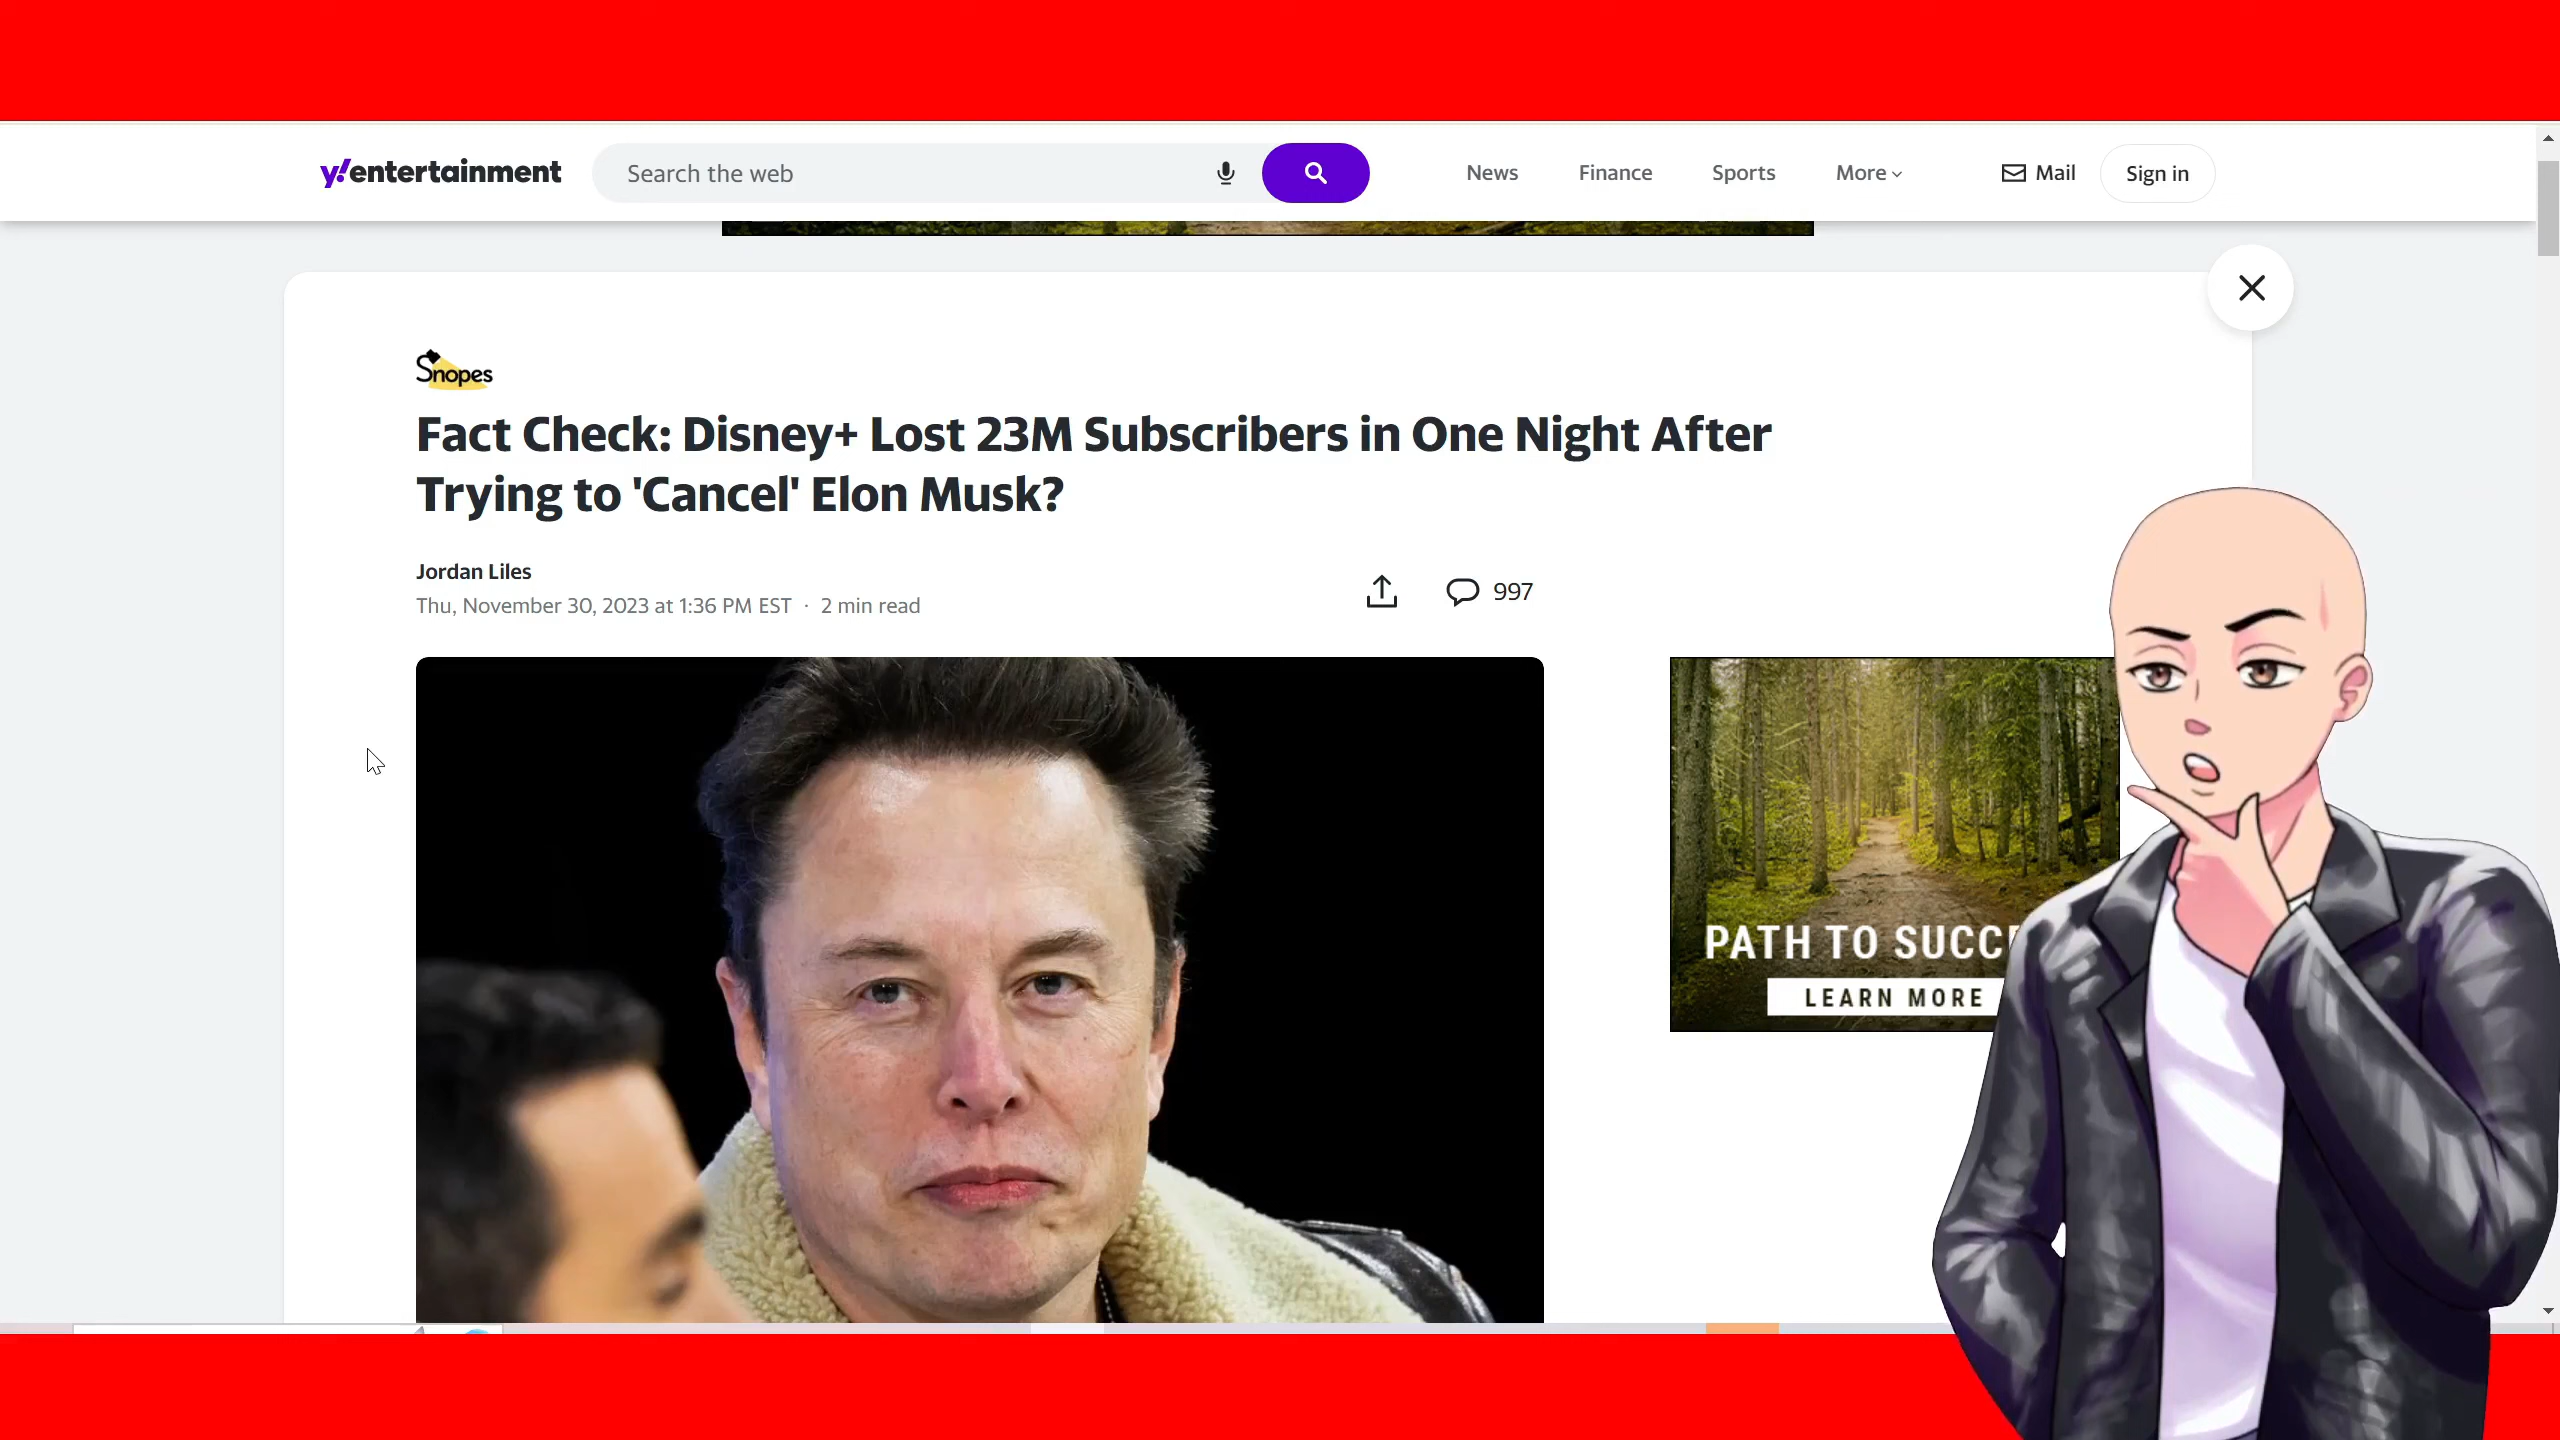 y!entertainment
Search the web
News
Finance
Sports
More
Mail
Sign in
Snopes
Fact Check: Disney+ Lost 23M Subscribers in One Night After
Trying to 'Cancel' Elon Musk?
Jordan Liles
Thu, November 30, 2023 at 1:36 PM EST · 2 min read
997
PATH TO SUCC
LEARN MORE